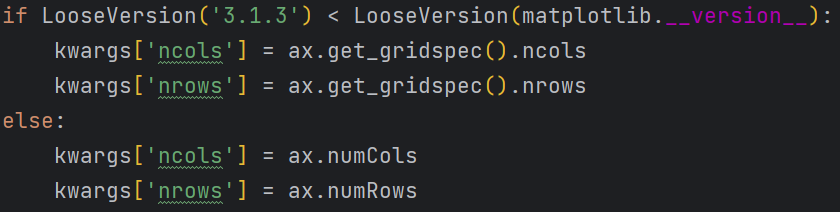 if LooseVersion('3.1.3') < LooseVersion(matplotlib.__version__):
    kwargs['ncols'] = ax.get_gridspec().ncols
    kwargs['nrows'] = ax.get_gridspec().nrows
else:
    kwargs['ncols'] = ax.numCols
    kwargs['nrows'] = ax.numRows